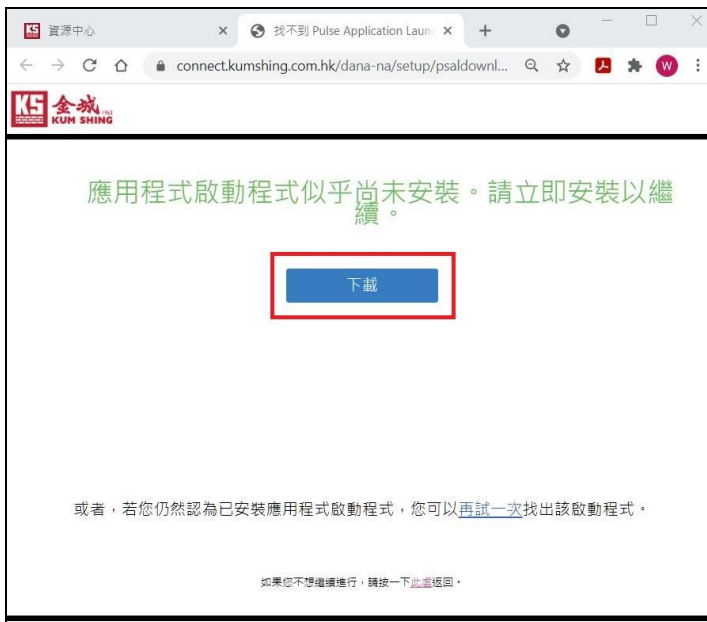 資源中心
找不到 Pulse Application Laun
connect.kumshing.com.hk/dana-na/setup/psaldownl...
W
KS 金城 1963
KUM SHING
應用程式啟動程式似乎尚未安裝。請立即安裝以繼
續。
下載
或者，若您仍然認為已安裝應用程式啟動程式，您可以再試一次找出該啟動程式。
如果您不想繼續進行，請按一下此處返回。